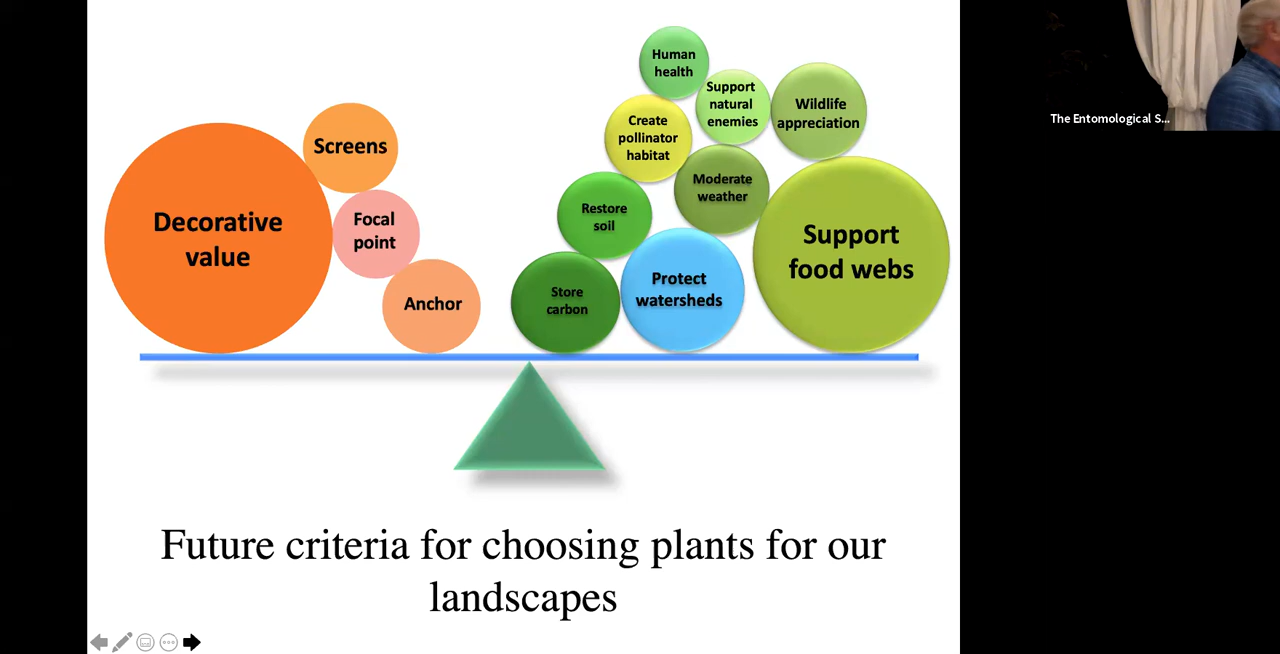 Human
health
Support
natural
enemies
Wildlife
appreciation
Create
pollinator
habitat
Screens
Moderate
weather
Decorative
value
Focal
point
Restore
soil
Support
food webs
Anchor
Store
carbon
Protect
watersheds
Future criteria for choosing plants for our
landscapes
The Entomological S...